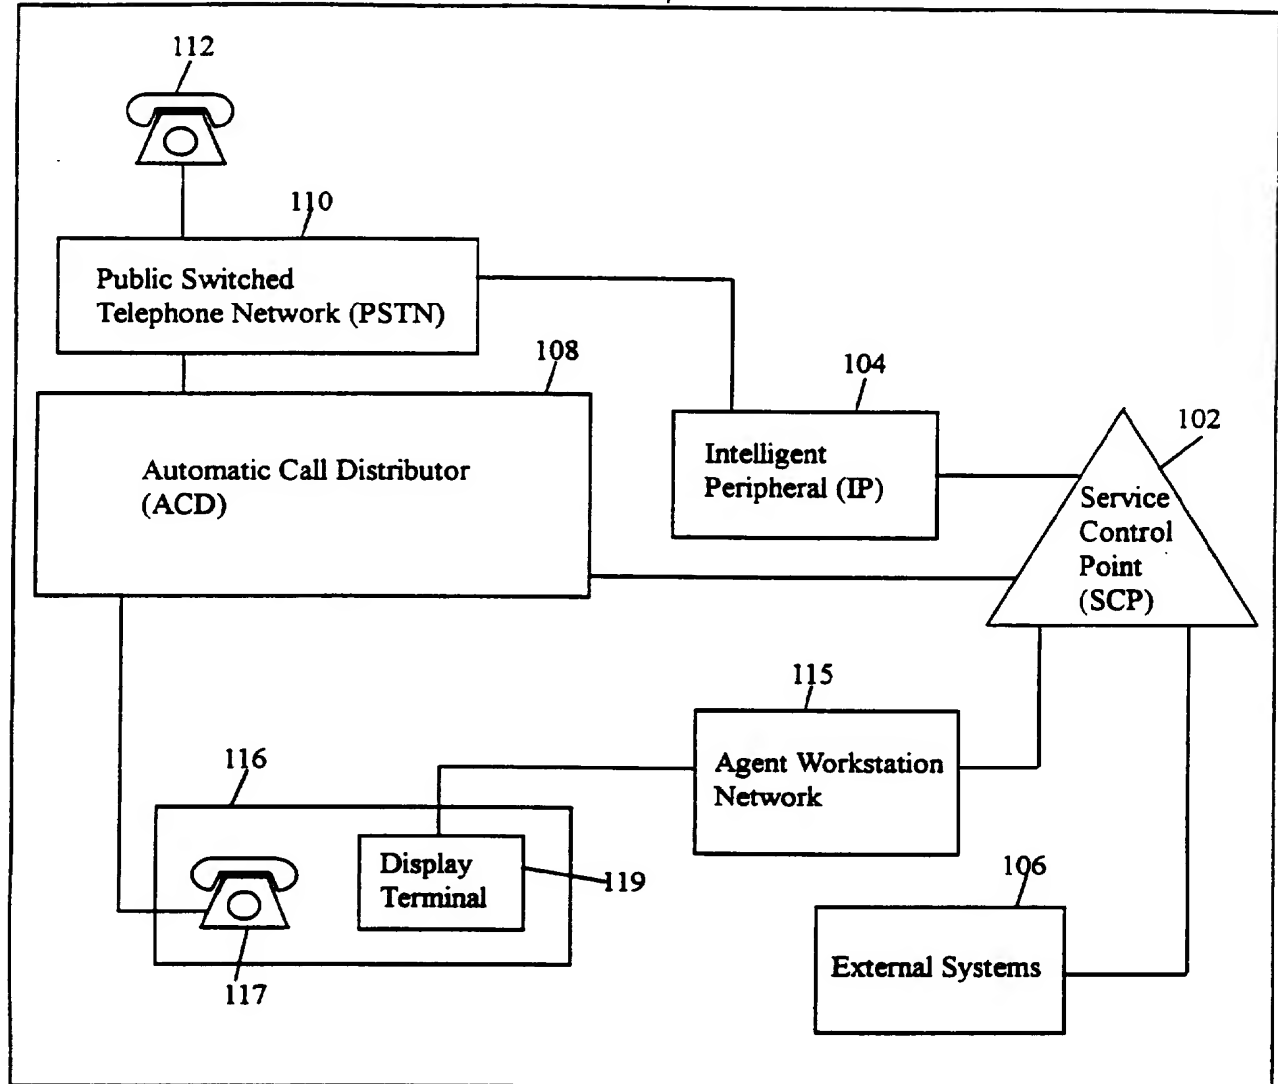 112
110
Public Switched
Telephone Network (PSTN)
108
104
102
Automatic Call Distributor
(ACD)
Intelligent
Peripheral (IP)
Service
Control
Point
(SCP)
115
Agent Workstation
Network
116
Display
Terminal
119
117
106
External Systems